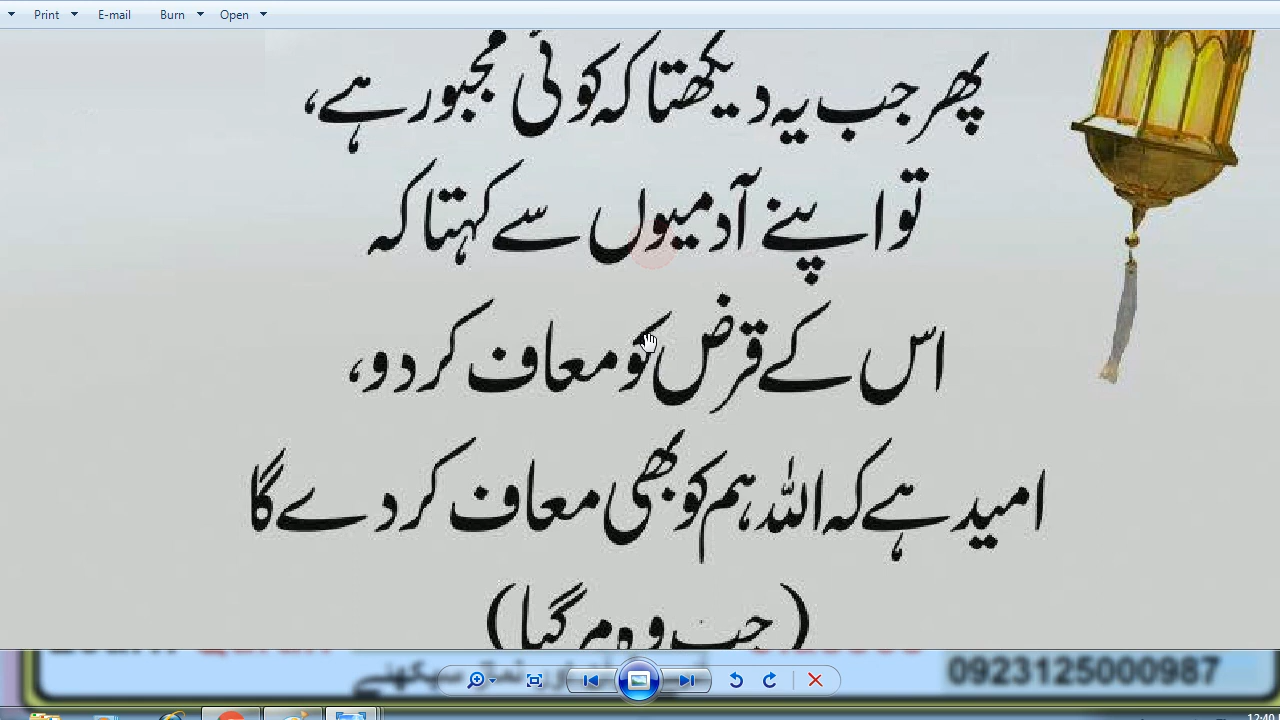 Print E-mail Burn Open
پھر جب یہ دیکھتا کہ کوئی مجبور ہے،
تو اپنے آدمیوں سے کہتا کہ
اس کے قرض کو معاف کر دو،
امید ہے کہ اللہ ہم کو بھی معاف کر دے گا
(جب وہ مر گیا)
0923125000987
12:40